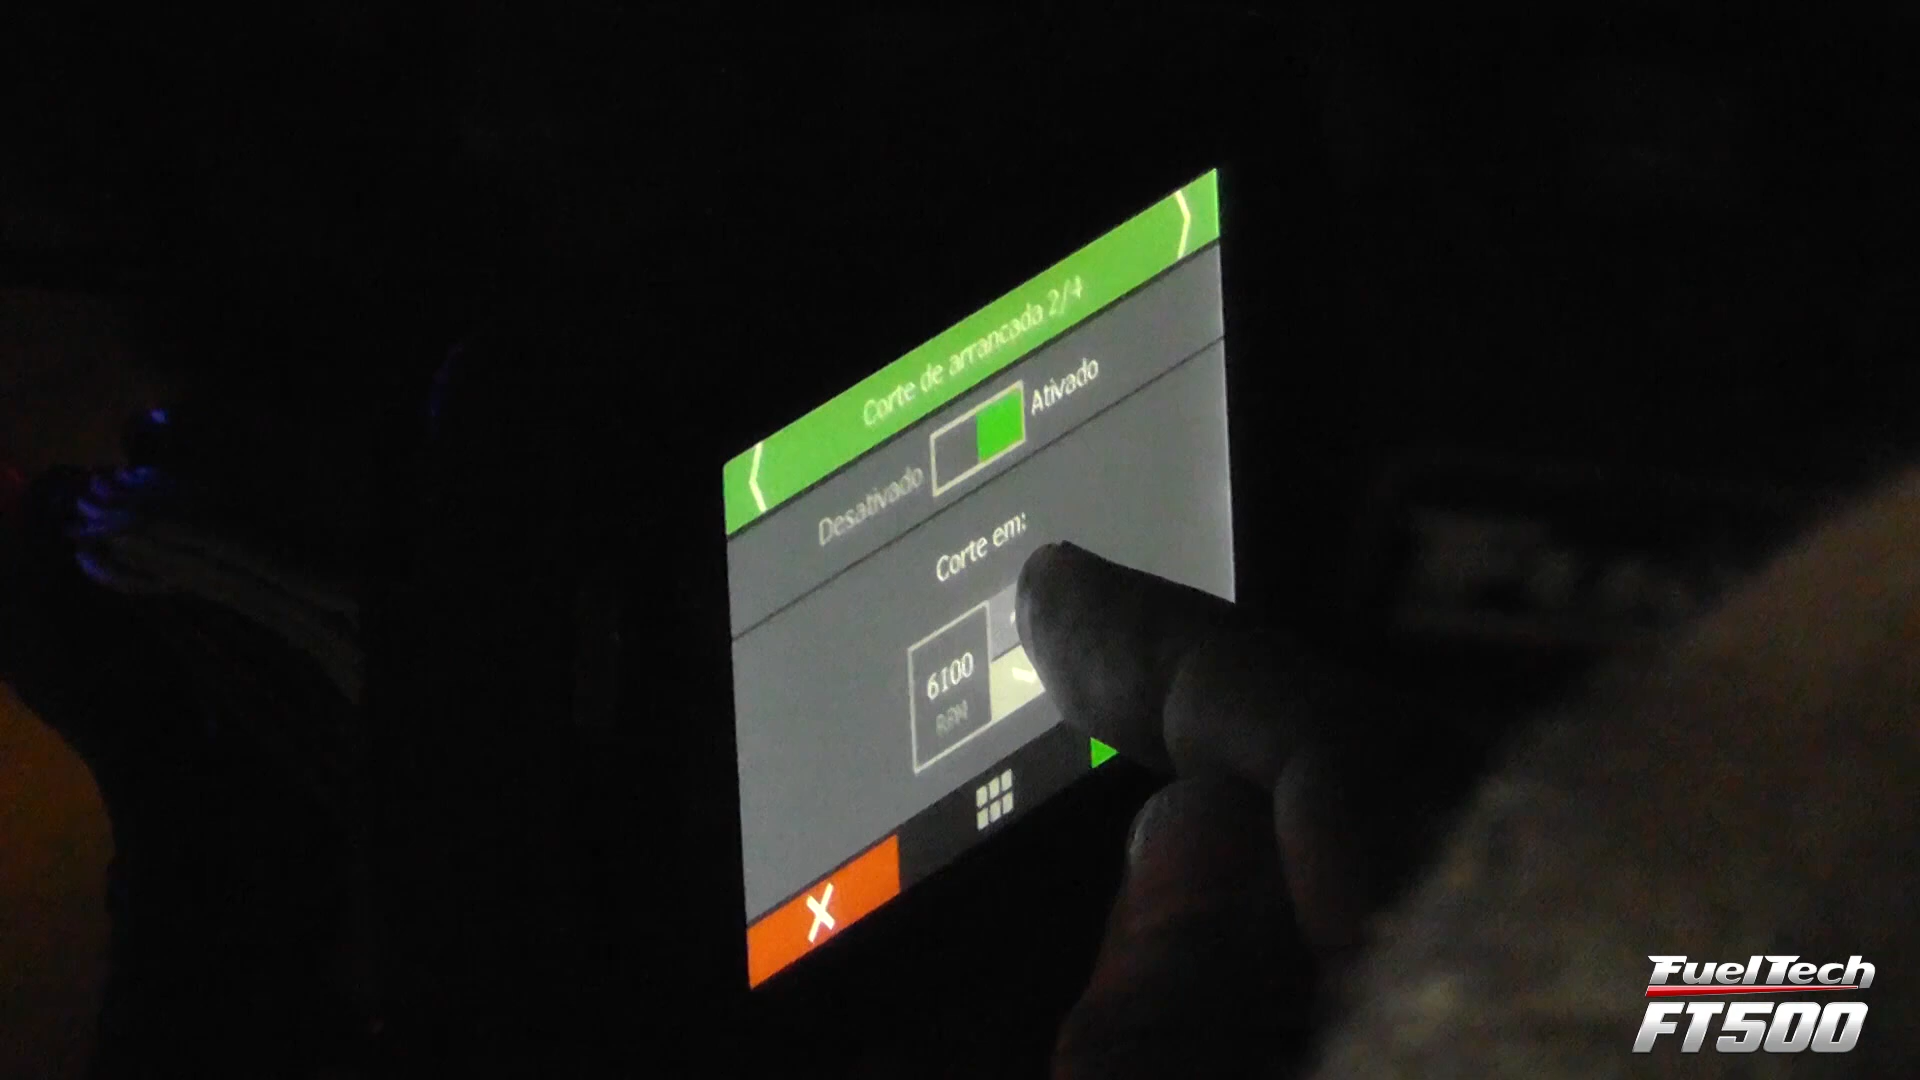 Corte de arrancada 2/4
Desativado
Ativado
Corte em:
6100
RPM
FuelTech
FT500